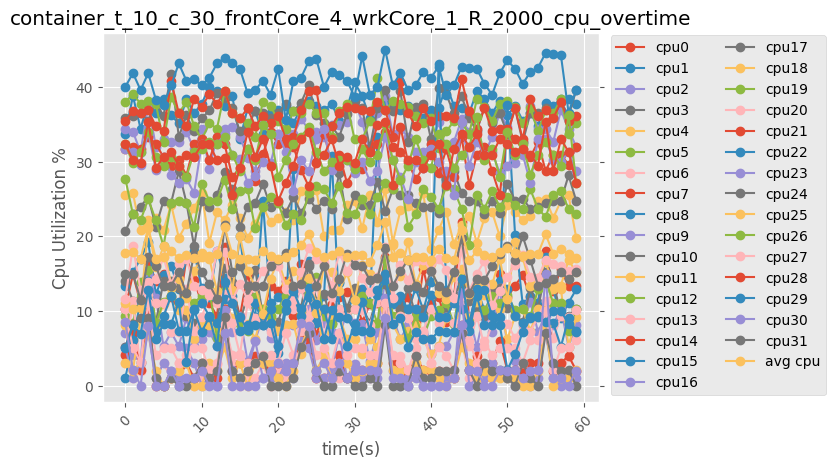 container_t_10_c_30_frontCore_4_wrkCore_1_R_2000_cpu_overtime
Cpu Utilization %
40
30
20
10
0
0 10 20 30 40 50 60
time(s)
cpu0
cpu1
cpu2
cpu3
cpu4
cpu5
cpu6
cpu7
cpu8
cpu9
cpu10
cpu11
cpu12
cpu13
cpu14
cpu15
cpu16
cpu17
cpu18
cpu19
cpu20
cpu21
cpu22
cpu23
cpu24
cpu25
cpu26
cpu27
cpu28
cpu29
cpu30
cpu31
avg cpu